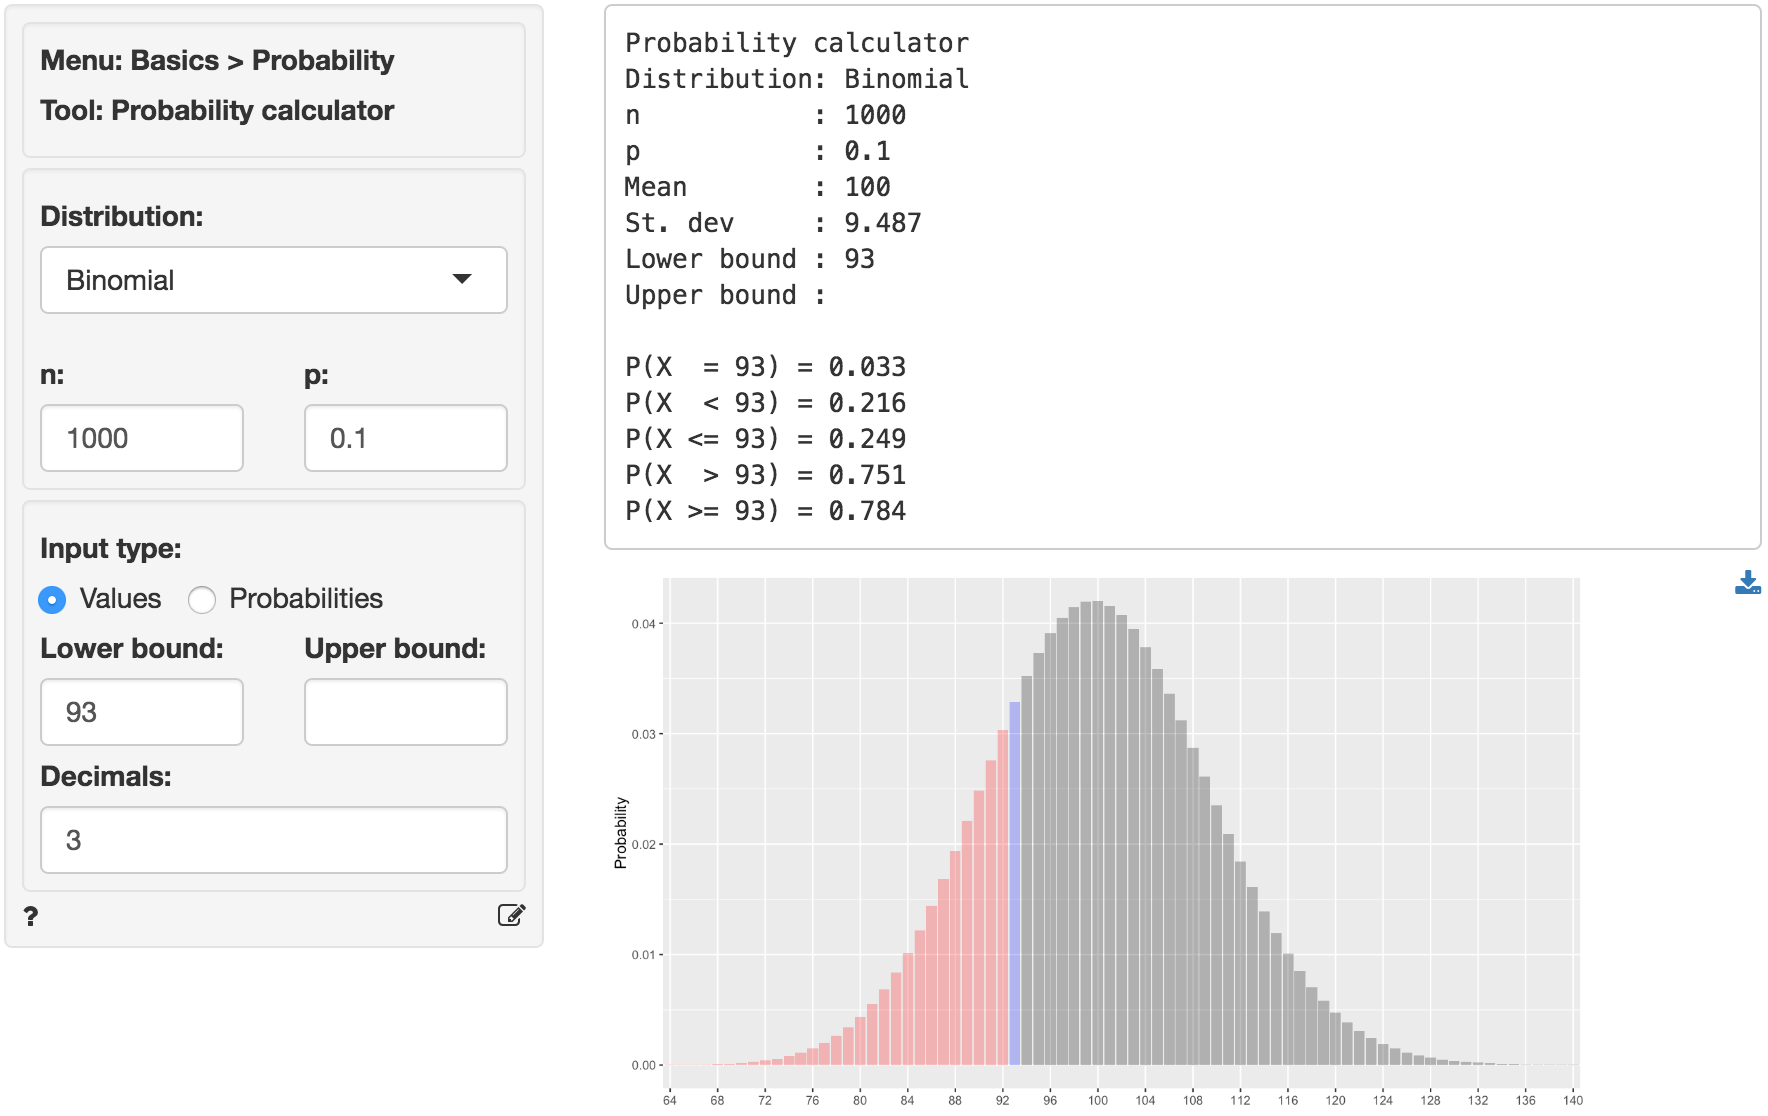 Menu: Basics > Probability
Tool: Probability calculator
Distribution:
Binomial
n: p:
1000 0.1
Input type:
Values Probabilities
Lower bound: Upper bound:
93
Decimals:
3
?
Probability calculator
Distribution: Binomial
n           : 1000
p           : 0.1
Mean        : 100
St. dev     : 9.487
Lower bound : 93
Upper bound :
P(X  = 93) = 0.033
P(X  < 93) = 0.216
P(X <= 93) = 0.249
P(X  > 93) = 0.751
P(X >= 93) = 0.784
Probability
0.04
0.03
0.02
0.01
0.00
64 68 72 76 80 84 88 92 96 100 104 108 112 116 120 124 128 132 136 140